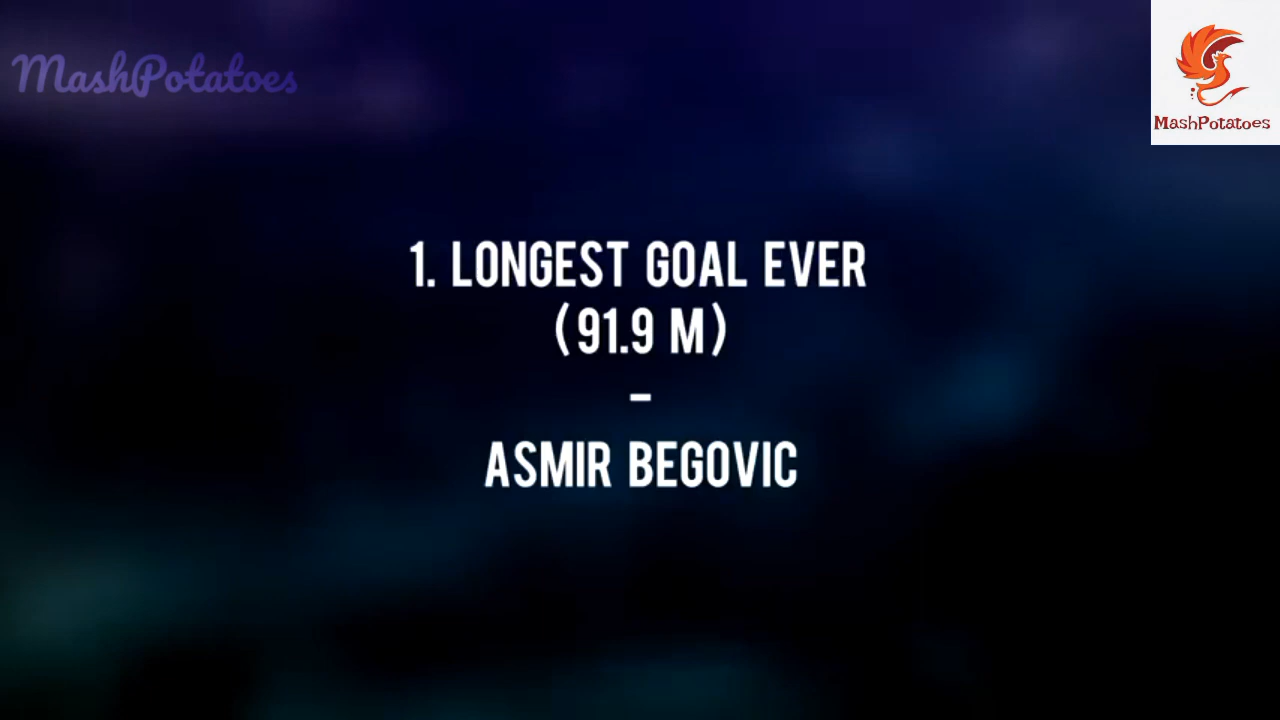 MashPotatoes
MashPotatoes
1. LONGEST GOAL EVER
(91.9 M)
-
ASMIR BEGOVIC